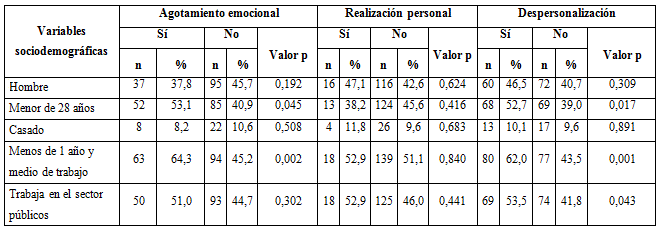 Variables sociodemográficas Agotamiento emocional Realización personal Despersonalización
Sí No Valor p Sí No Valor p Sí No Valor p
n % n % n % n % n % n %
Hombre 37 37,8 95 45,7 0,192 16 47,1 116 42,6 0,624 60 46,5 72 40,7 0,309
Menor de 28 años 52 53,1 85 40,9 0,045 13 38,2 124 45,6 0,416 68 52,7 69 39,0 0,017
Casado 8 8,2 22 10,6 0,508 4 11,8 26 9,6 0,683 13 10,1 17 9,6 0,891
Menos de 1 año y medio de trabajo 63 64,3 94 45,2 0,002 18 52,9 139 51,1 0,840 80 62,0 77 43,5 0,001
Trabaja en el sector públicos 50 51,0 93 44,7 0,302 18 52,9 125 46,0 0,441 69 53,5 74 41,8 0,043